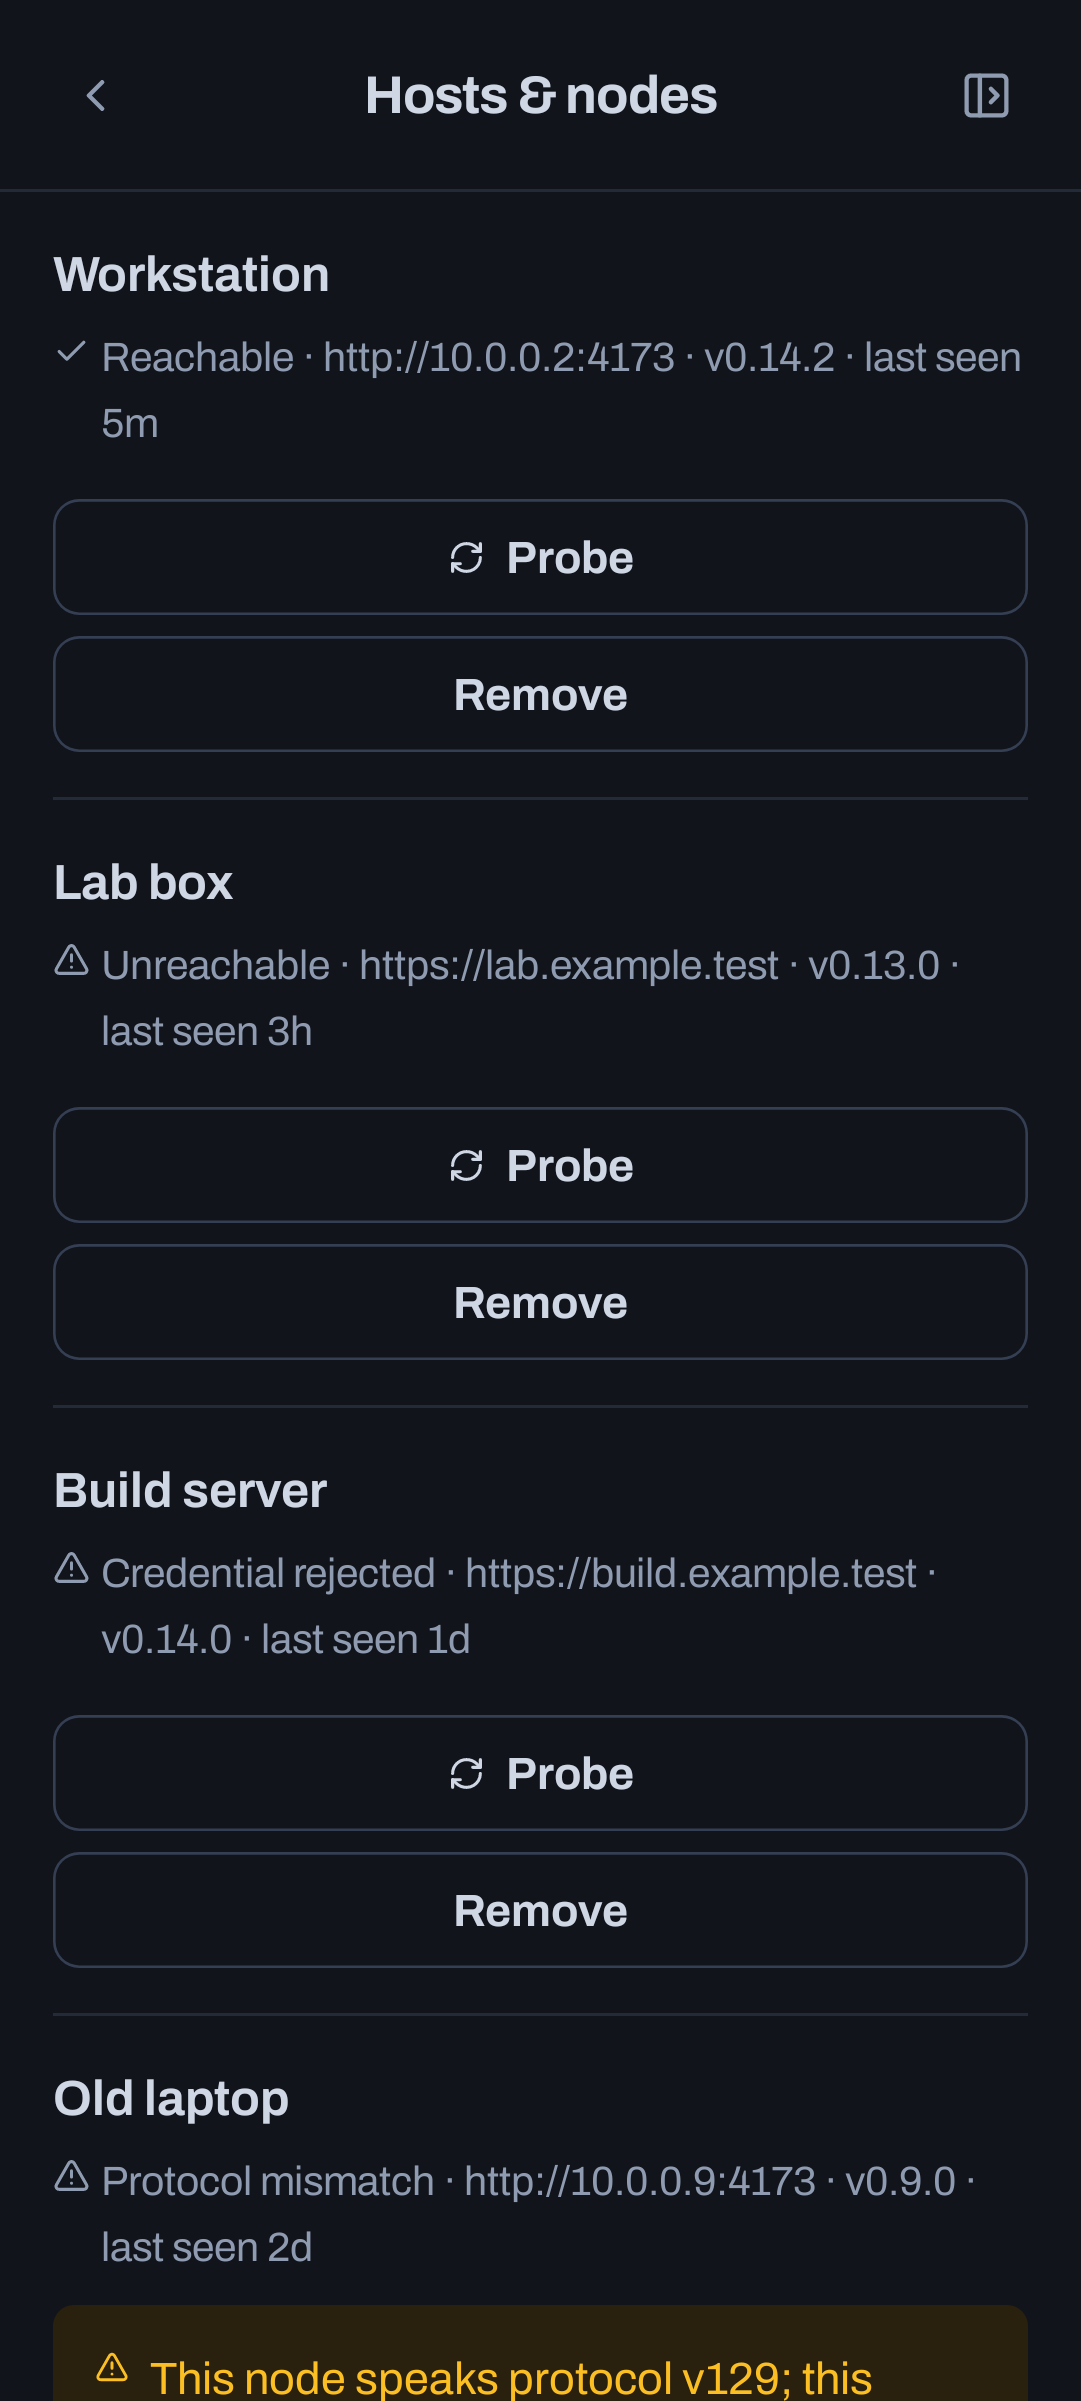 Hosts & nodes
Workstation
Reachable · http://10.0.0.2:4173 · v0.14.2 · last seen
5m
Probe
Remove
Lab box
Unreachable · https://lab.example.test · v0.13.0 ·
last seen 3h
Probe
Remove
Build server
Credential rejected · https://build.example.test ·
v0.14.0 · last seen 1d
Probe
Remove
Old laptop
Protocol mismatch · http://10.0.0.9:4173 · v0.9.0 ·
last seen 2d
This node speaks protocol v129; this